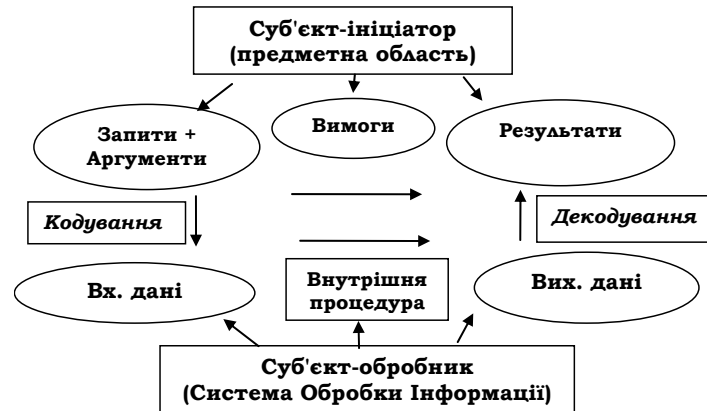 Суб'єкт-ініціатор
(предметна область)
Запити +
Аргументи
Вимоги
Результати
Кодування
Декодування
Вх. дані
Внутрішня
процедура
Вих. дані
Суб'єкт-обробник
(Система Обробки Інформації)